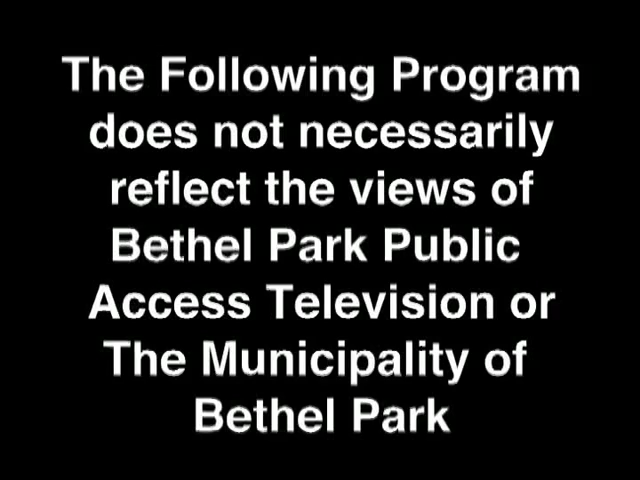 The Following Program
does not necessarily
reflect the views of
Bethel Park Public
Access Television or
The Municipality of
Bethel Park